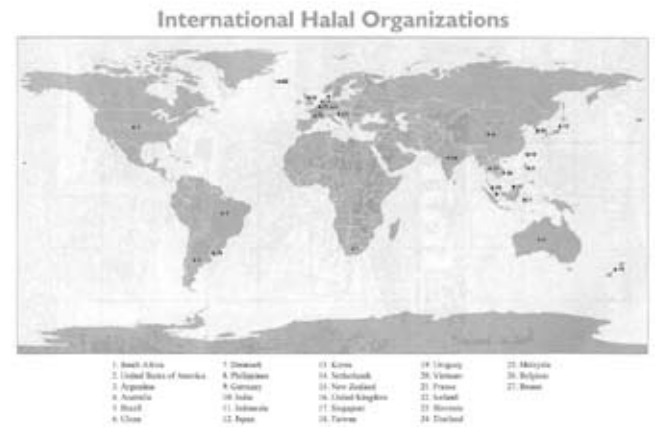 International Halal Organizations
1. South Africa
2. United States of America
3. Argentina
4. Australia
5. Brazil
6. China
7. Denmark
8. Philippines
9. Germany
10. India
11. Indonesia
12. Japan
13. Korea
14. Netherlands
15. New Zealand
16. United Kingdom
17. Singapore
18. Taiwan
19. Uruguay
20. Vietnam
21. France
22. Iceland
23. Slovenia
24. Thailand
25. Malaysia
26. Belgium
27. Brunei